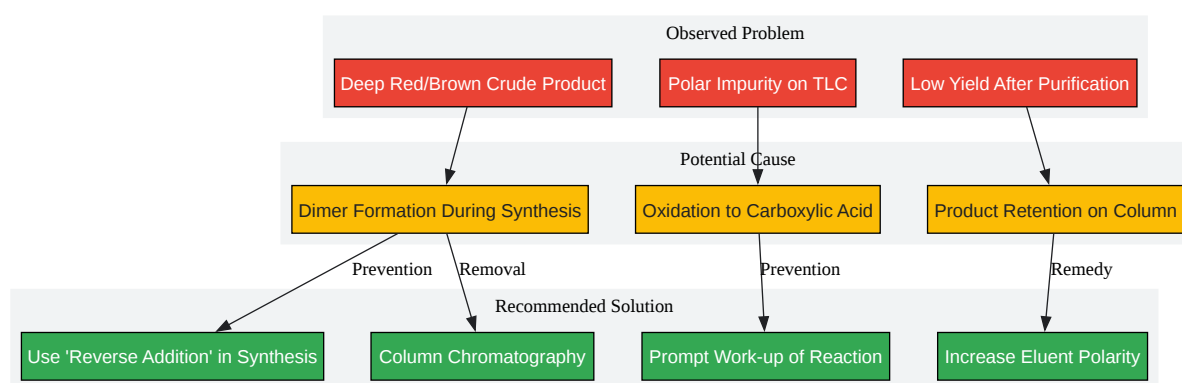 Observed Problem
Deep Red/Brown Crude Product
Polar Impurity on TLC
Low Yield After Purification
Potential Cause
Dimer Formation During Synthesis
Oxidation to Carboxylic Acid
Product Retention on Column
Prevention
Removal
Prevention
Remedy
Recommended Solution
Use 'Reverse Addition' in Synthesis
Column Chromatography
Prompt Work-up of Reaction
Increase Eluent Polarity